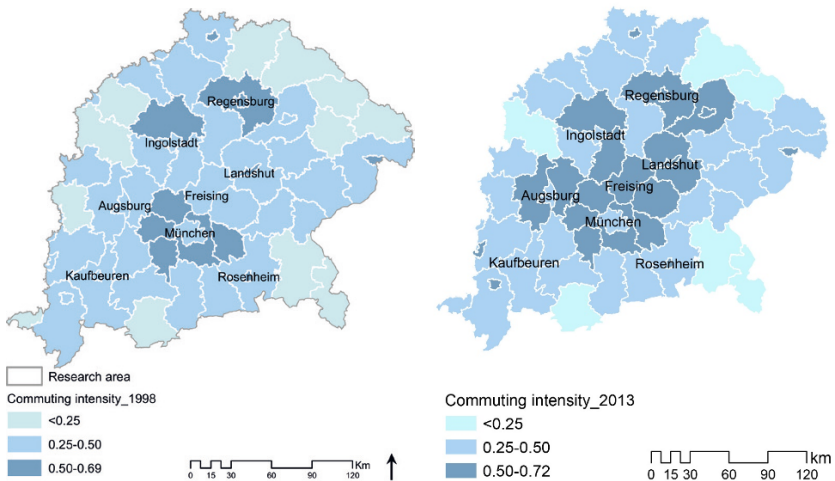 Regensburg
Ingolstadt
Landshut
Freising
Augsburg
München
Kaufbeuren
Rosenheim
Research area
Commuting intensity_1998
<0.25
0.25-0.50
0.50-0.69
Km
0 15 30 60 90 120
Regensburg
Ingolstadt
Landshut
Freising
Augsburg
München
Kaufbeuren
Rosenheim
Commuting intensity_2013
<0.25
0.25-0.50
0.50-0.72
km
0 15 30 60 90 120